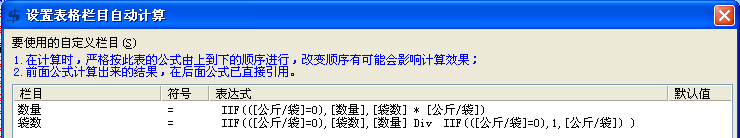 设置表格栏目自动计算
要使用的自定义栏目(S)
1.在计算时，严格按此表的公式由上到下的顺序进行，改变顺序有可能会影响计算效果；
2.前面公式计算出来的结果，在后面公式已直接引用。
栏目 符号 表达式 默认值
数量 = IIF(([公斤/袋]=0),[数量],[袋数] * [公斤/袋])
袋数 = IIF(([公斤/袋]=0),[袋数],[数量] Div IIF(([公斤/袋]=0),1,[公斤/袋]) )